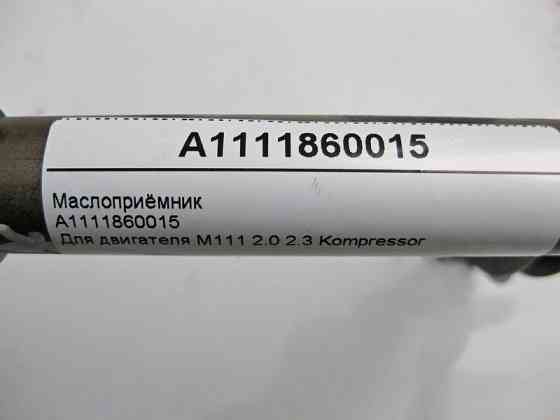 A1111860015
Маслоприёмник
A1111860015
Для двигателя M111 2.0 2.3 Kompressor